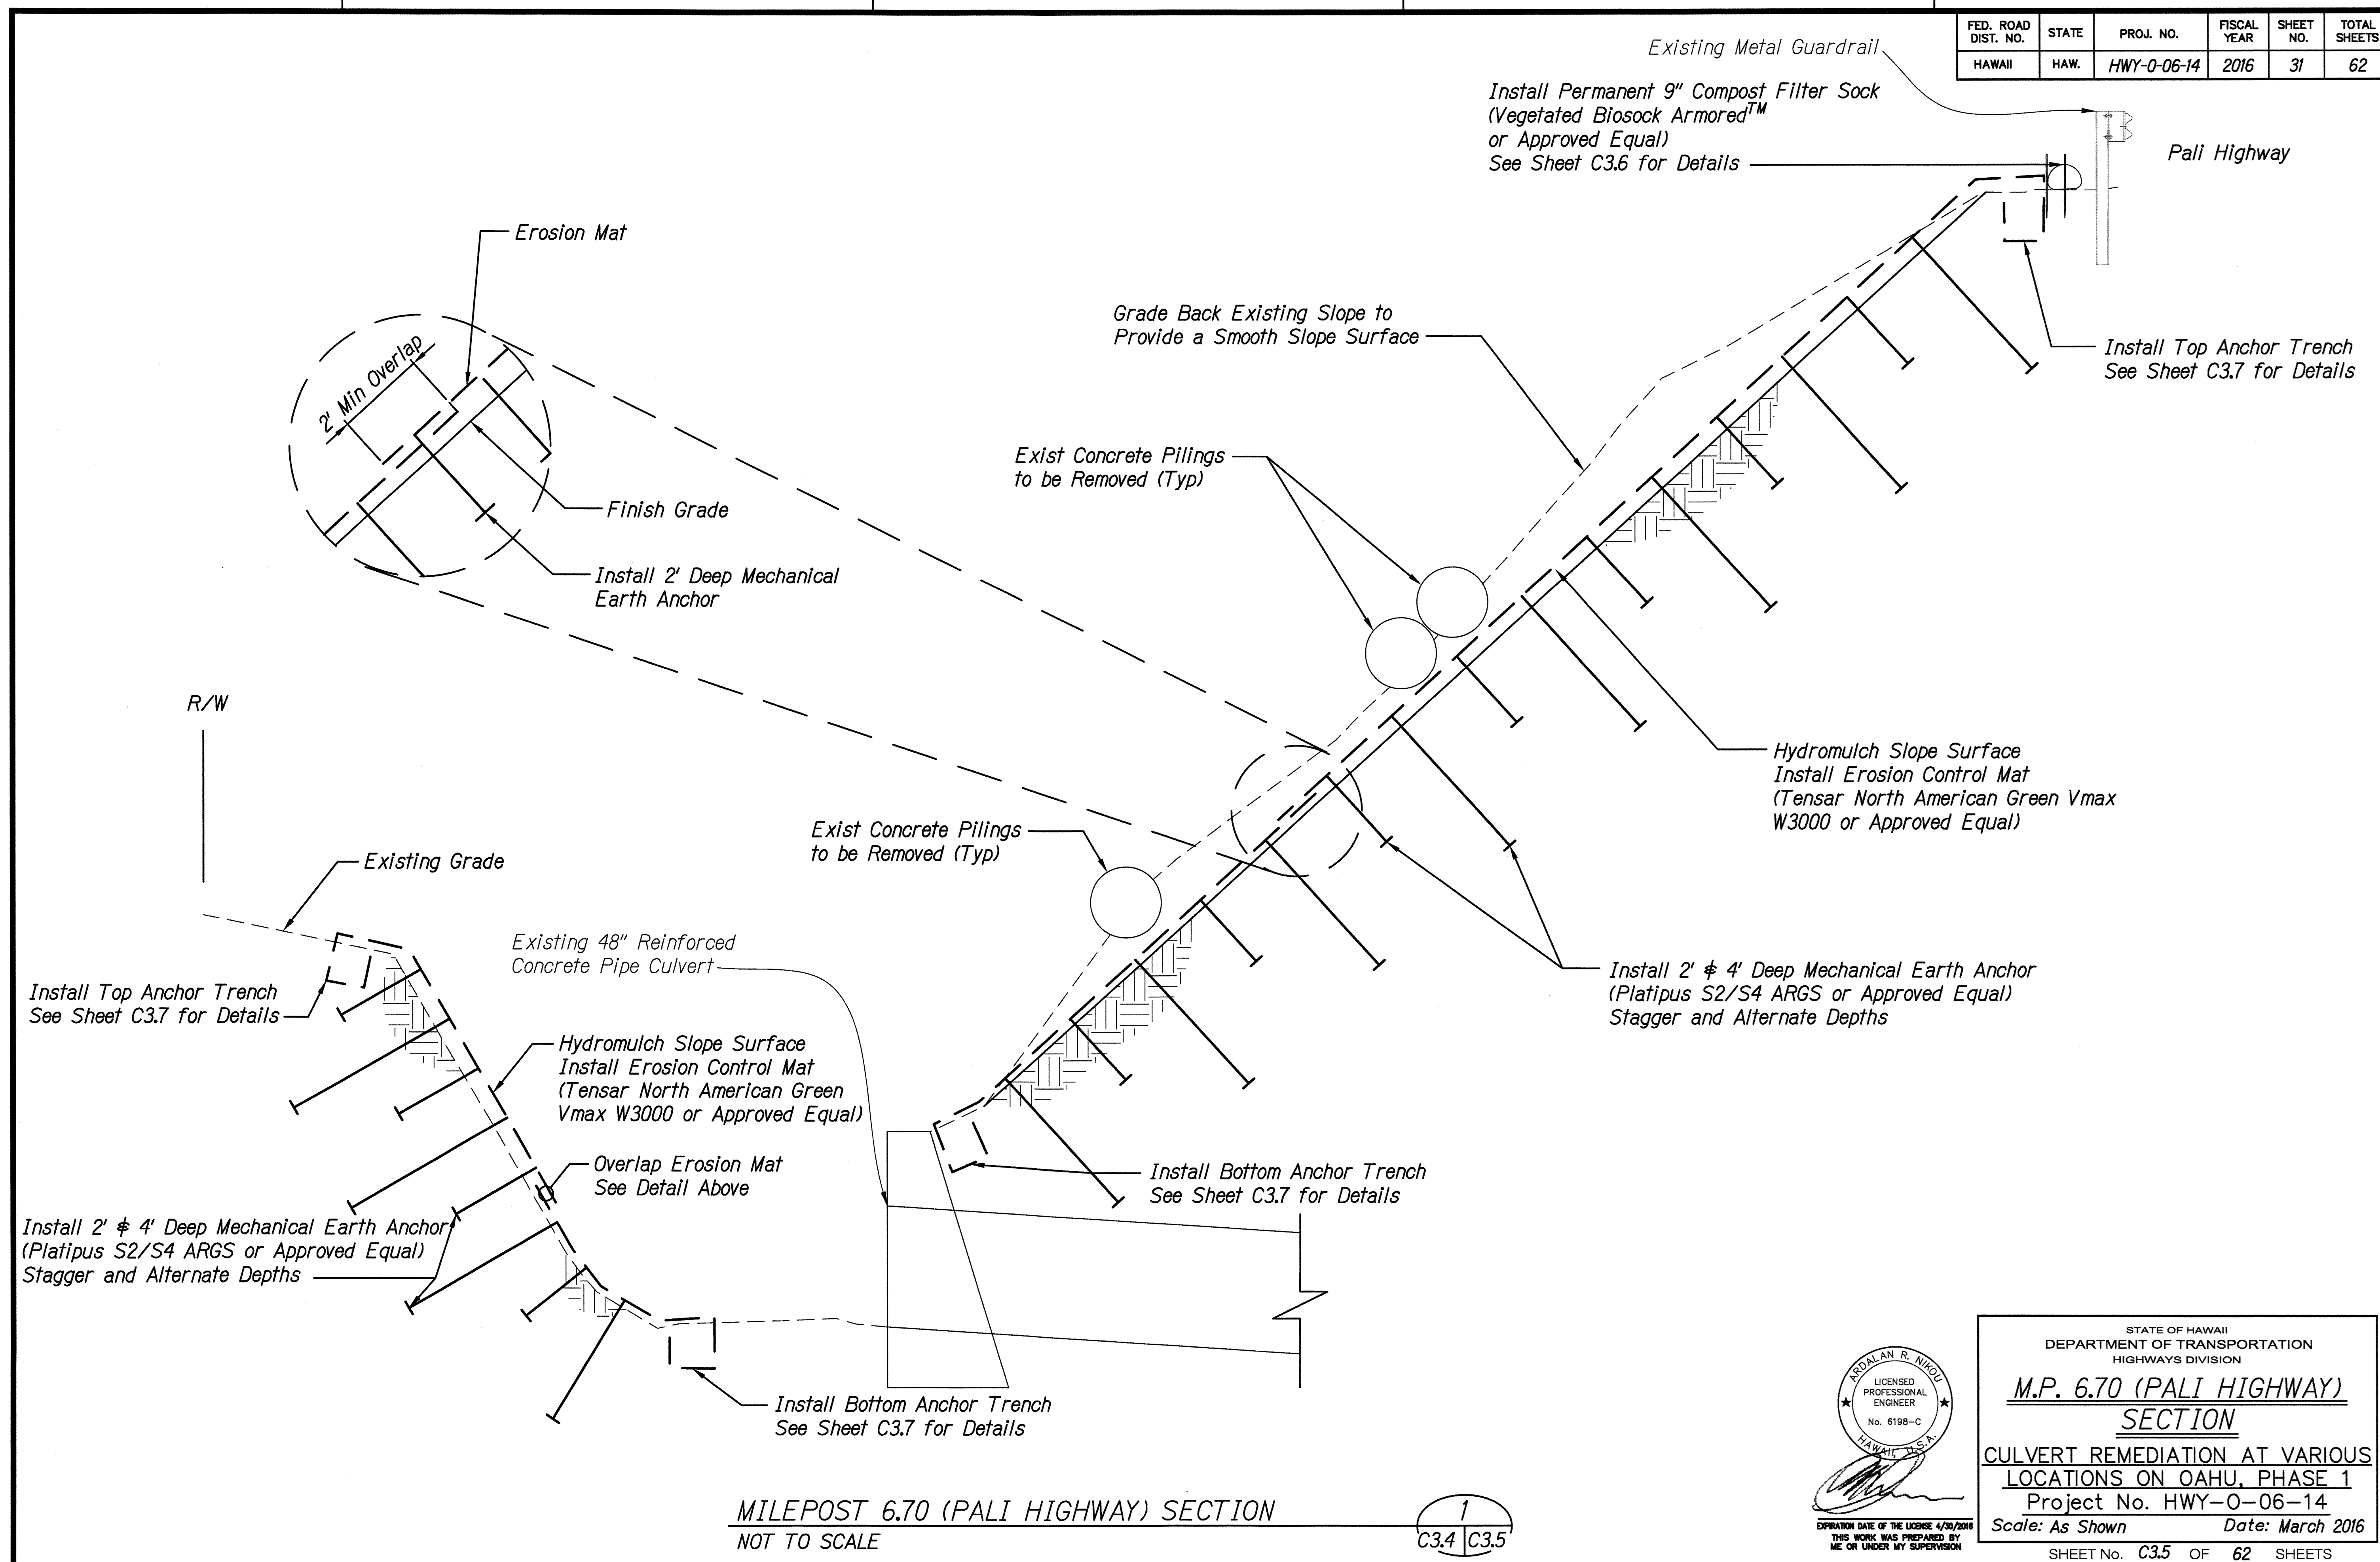 FED. ROAD DIST. NO.
STATE
PROJ. NO.
FISCAL YEAR
SHEET NO.
TOTAL SHEETS
HAWAII
HAW.
HWY-0-06-14
2016
31
62
Existing Metal Guardrail
Install Permanent 9" Compost Filter Sock
(Vegetated Biosock Armored™
or Approved Equal)
See Sheet C3.6 for Details
Pali Highway
Erosion Mat
2' Min Overlap
Grade Back Existing Slope to
Provide a Smooth Slope Surface
Install Top Anchor Trench
See Sheet C3.7 for Details
Exist Concrete Pilings
to be Removed (Typ)
Finish Grade
Install 2' Deep Mechanical
Earth Anchor
R/W
Hydromulch Slope Surface
Install Erosion Control Mat
(Tensar North American Green Vmax
W3000 or Approved Equal)
Exist Concrete Pilings
to be Removed (Typ)
Existing Grade
Existing 48" Reinforced
Concrete Pipe Culvert
Install 2' & 4' Deep Mechanical Earth Anchor
(Platipus S2/S4 ARGS or Approved Equal)
Stagger and Alternate Depths
Install Top Anchor Trench
See Sheet C3.7 for Details
Hydromulch Slope Surface
Install Erosion Control Mat
(Tensar North American Green
Vmax W3000 or Approved Equal)
Overlap Erosion Mat
See Detail Above
Install Bottom Anchor Trench
See Sheet C3.7 for Details
Install 2' & 4' Deep Mechanical Earth Anchor
(Platipus S2/S4 ARGS or Approved Equal)
Stagger and Alternate Depths
Install Bottom Anchor Trench
See Sheet C3.7 for Details
MILEPOST 6.70 (PALI HIGHWAY) SECTION
NOT TO SCALE
1
C3.4 C3.5
ARDALAN R. NIKOU
LICENSED
PROFESSIONAL
ENGINEER
No. 6198-C
HAWAII, U.S.A.
EXPIRATION DATE OF THE LICENSE 4/30/2016
THIS WORK WAS PREPARED BY
ME OR UNDER MY SUPERVISION
STATE OF HAWAII
DEPARTMENT OF TRANSPORTATION
HIGHWAYS DIVISION
M.P. 6.70 (PALI HIGHWAY)
SECTION
CULVERT REMEDIATION AT VARIOUS
LOCATIONS ON OAHU, PHASE 1
Project No. HWY-O-06-14
Scale: As Shown Date: March 2016
SHEET No. C3.5 OF 62 SHEETS